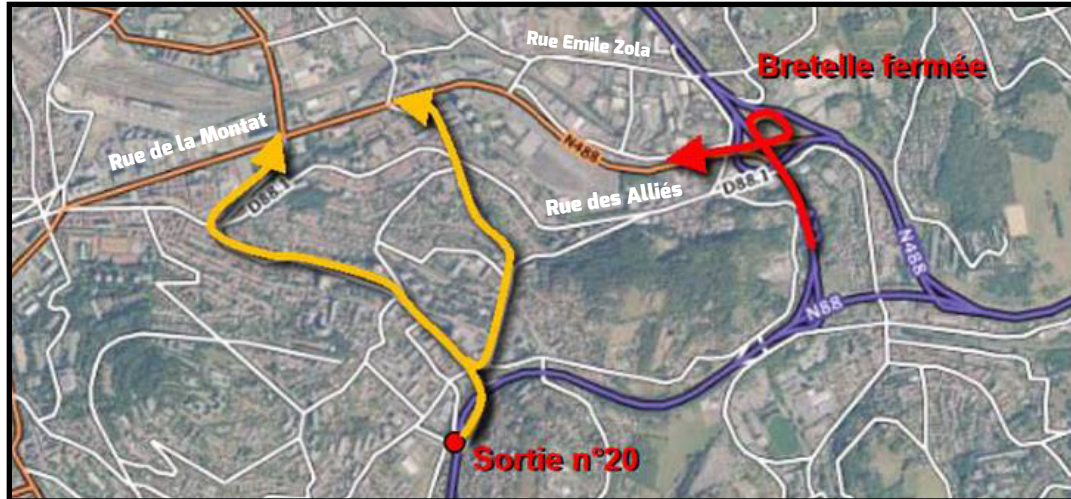 Rue Emile Zola
Bretelle fermée
Rue de la Montat
N488
D88.1
Rue des Alliés
D88.1
N488
N88
Sortie n°20